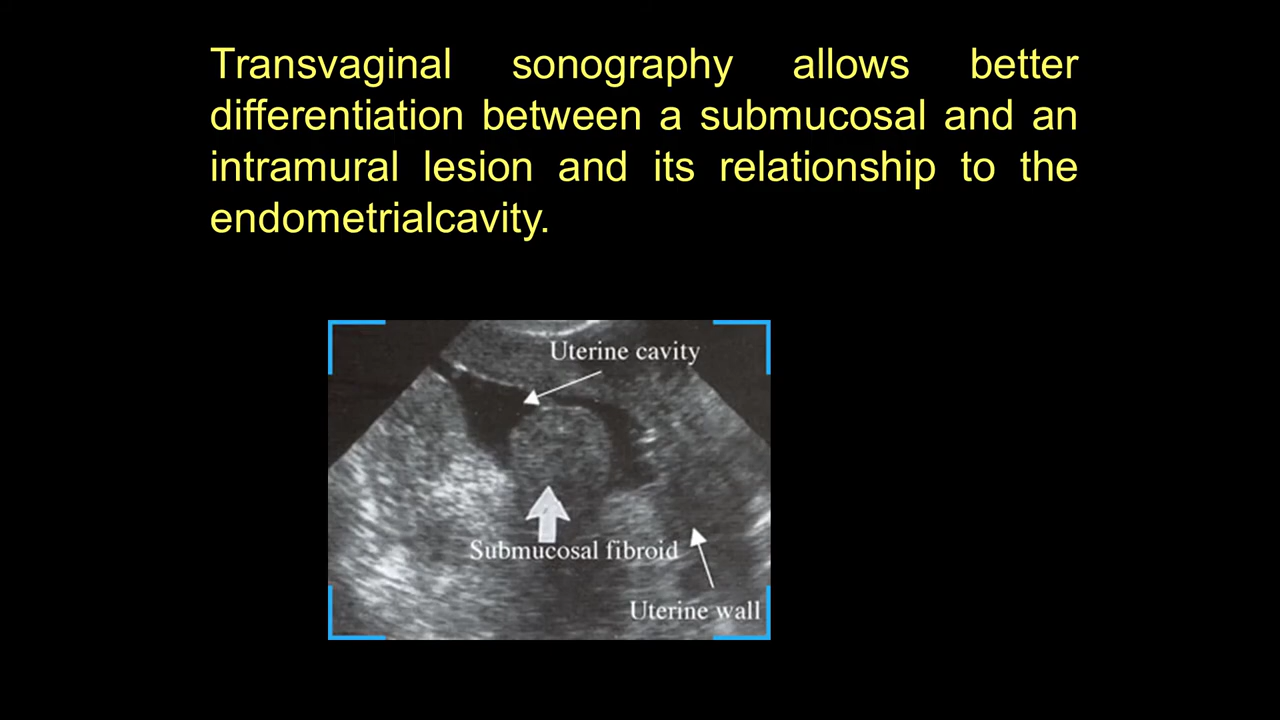 Transvaginal sonography allows better
differentiation between a submucosal and an
intramural lesion and its relationship to the
endometrialcavity.
Uterine cavity
Submucosal fibroid
Uterine wall